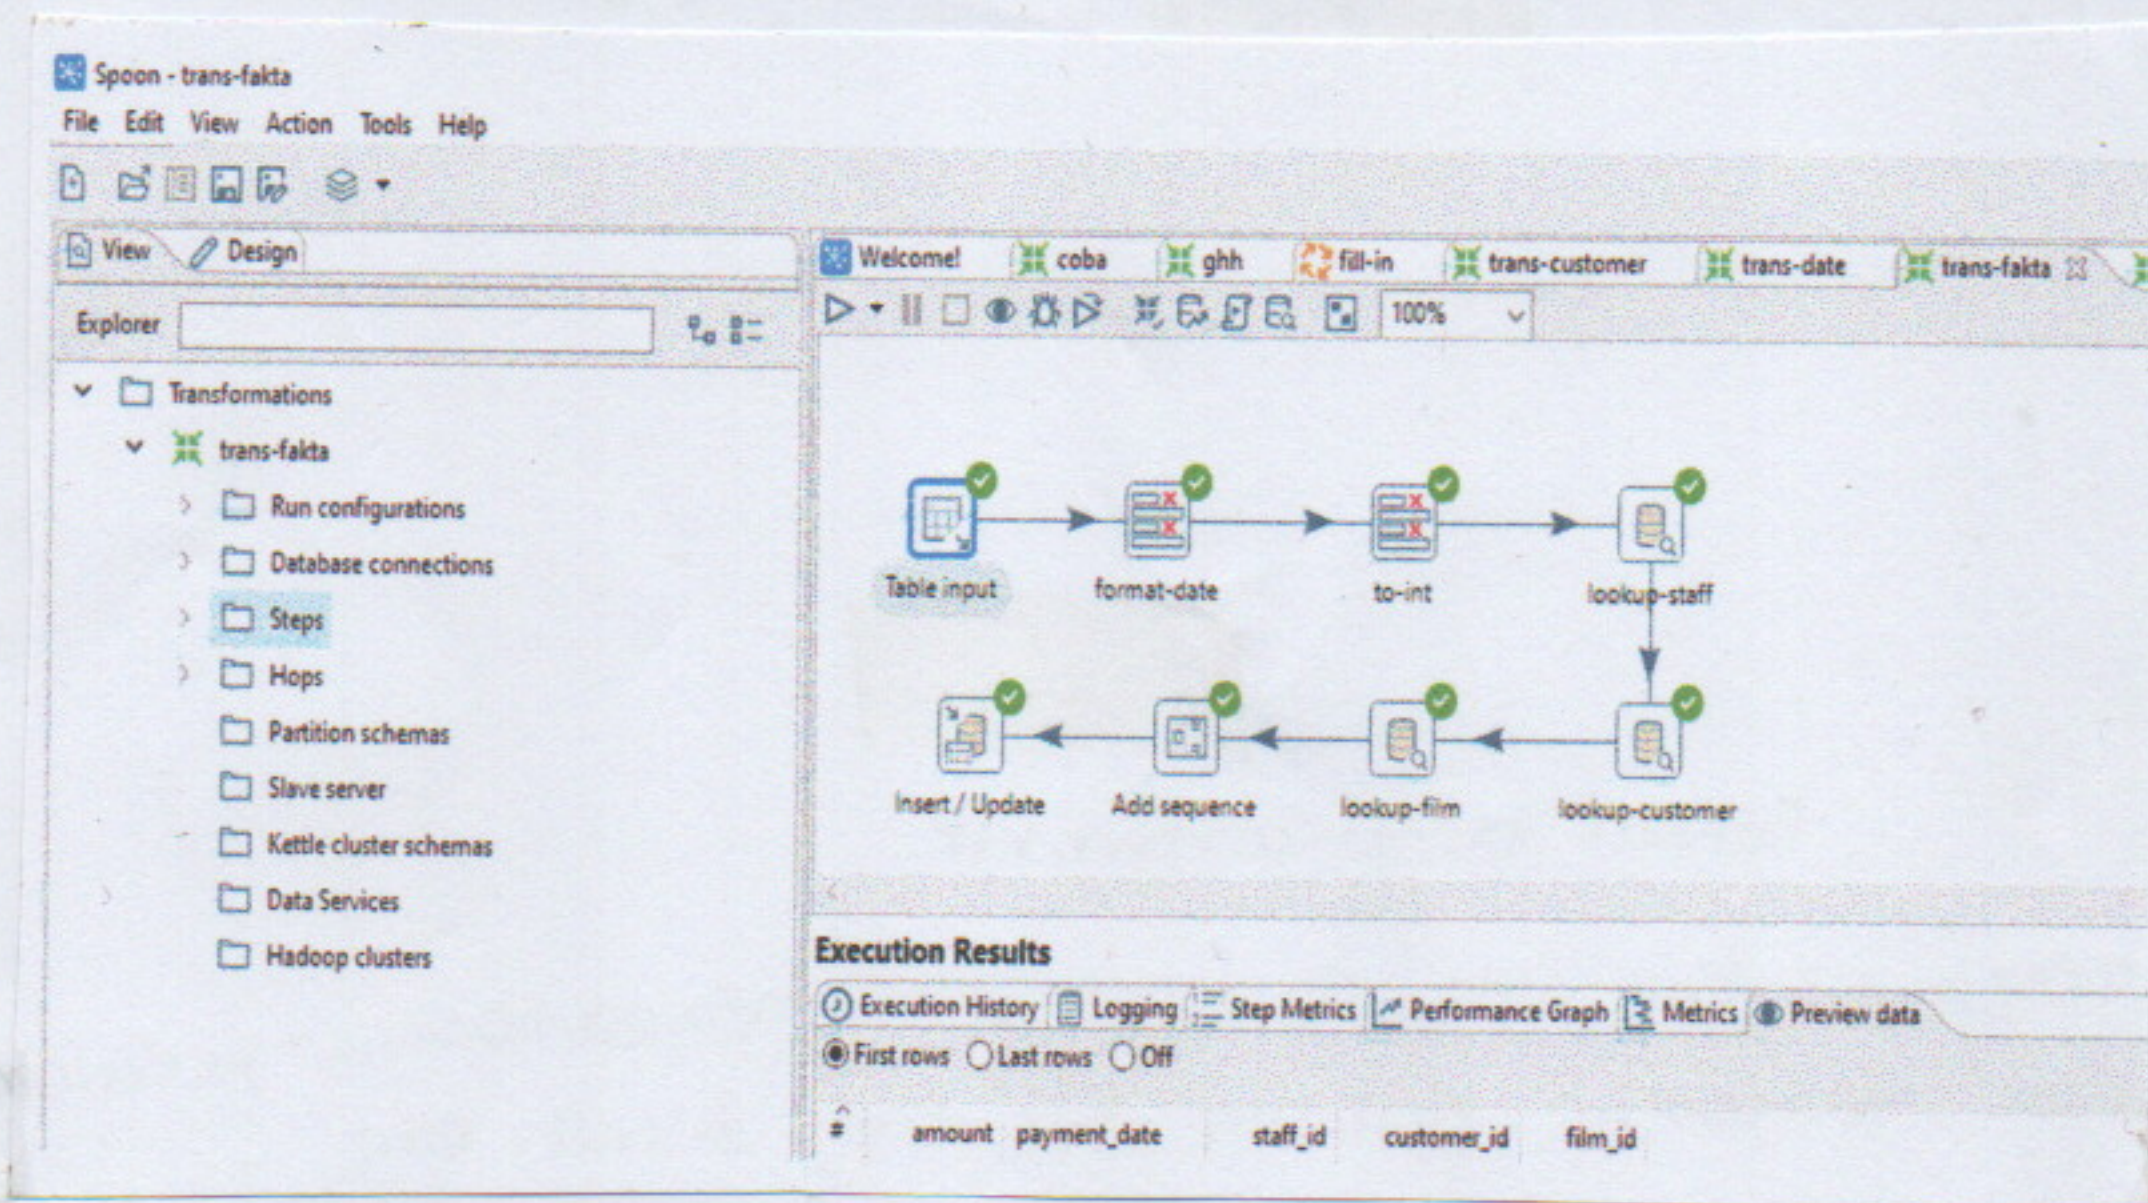 Spoon - trans-fakta
File Edit View Action Tools Help
View Design
Explorer
Transformations
trans-fakta
Run configurations
Database connections
Steps
Hops
Partition schemas
Slave server
Kettle cluster schemas
Data Services
Hadoop clusters
Welcome! coba ghh fill-in trans-customer trans-date trans-fakta
100%
Table input format-date to-int lookup-staff
Insert / Update Add sequence lookup-film lookup-customer
Execution Results
Execution History Logging Step Metrics Performance Graph Metrics Preview data
First rows Last rows Off
# amount payment_date staff_id customer_id film_id